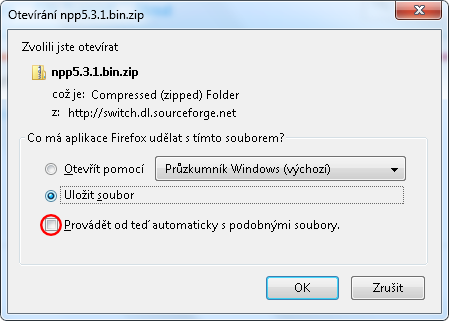 Otevírání npp5.3.1.bin.zip
Zvolili jste otevírat
npp5.3.1.bin.zip
což je: Compressed (zipped) Folder
z: http://switch.dl.sourceforge.net
Co má aplikace Firefox udělat s tímto souborem?
Otevřít pomocí Průzkumník Windows (výchozí)
Uložit soubor
Provádět od teď automaticky s podobnými soubory.
OK Zrušit